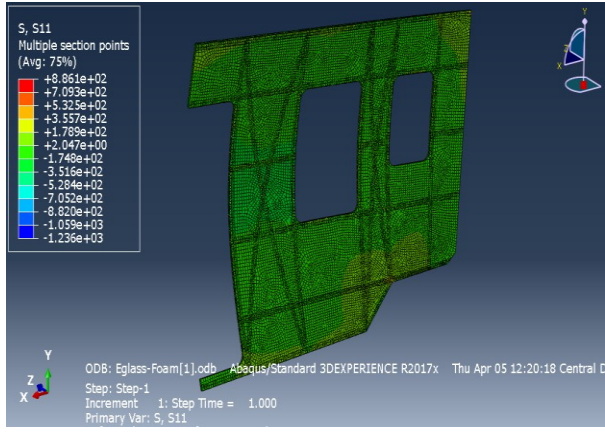 S, S11
Multiple section points
(Avg: 75%)
+8.861e+02
+7.093e+02
+5.325e+02
+3.557e+02
+1.789e+02
+2.047e+00
-1.748e+02
-3.516e+02
-5.284e+02
-7.052e+02
-8.820e+02
-1.059e+03
-1.236e+03
Y
Z
X
Y
Z
X
ODB: Eglass-Foam[1].odb Abaqus/Standard 3DEXPERIENCE R2017x Thu Apr 05 12:20:18 Central D
Step: Step-1
Increment 1: Step Time = 1.000
Primary Var: S, S11